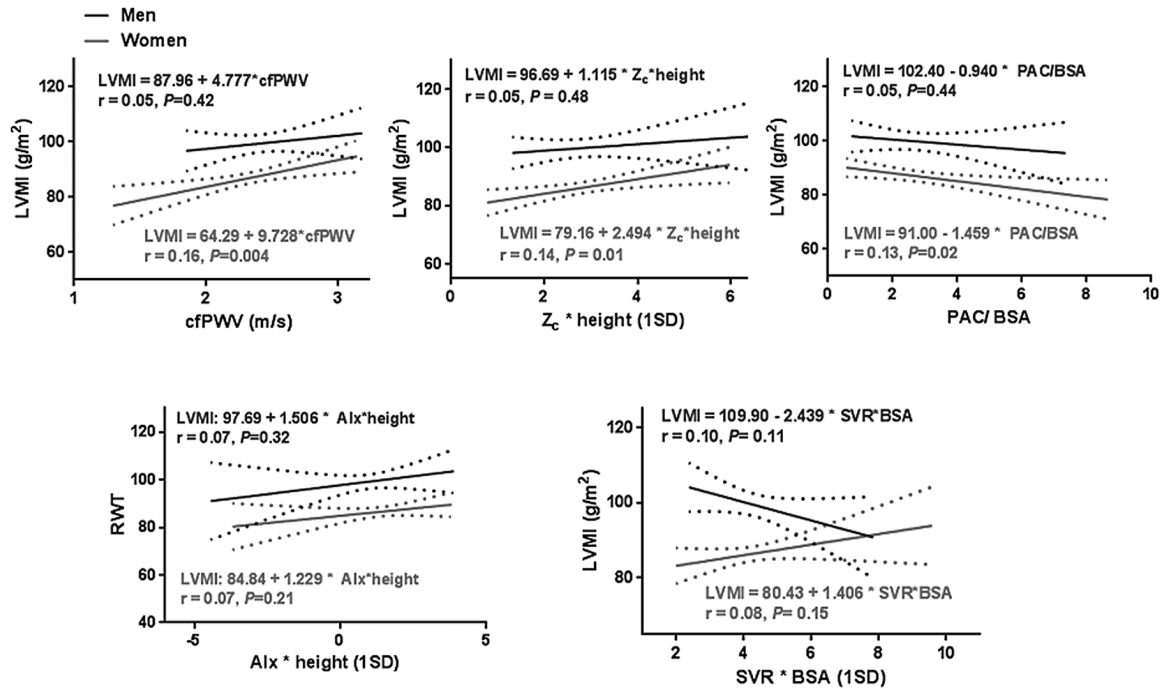 Men
Women
LVMI = 87.96 + 4.777*cfPWV
r = 0.05, P=0.42
120
100
80
60
LVMI (g/m²)
LVMI = 64.29 + 9.728*cfPWV
r = 0.16, P=0.004
1 2 3
cfPWV (m/s)
LVMI = 96.69 + 1.115 * Zc*height
r = 0.05, P = 0.48
120
100
80
60
LVMI (g/m²)
LVMI = 79.16 + 2.494 * Zc*height
r = 0.14, P = 0.01
0 2 4 6
Zc * height (1SD)
LVMI = 102.40 - 0.940 * PAC/BSA
r = 0.05, P=0.44
120
100
80
60
LVMI (g/m²)
LVMI = 91.00 - 1.459 * PAC/BSA
r = 0.13, P=0.02
0 2 4 6 8 10
PAC/ BSA
LVMI: 97.69 + 1.506 * AIx*height
r = 0.07, P=0.32
120
100
80
60
40
RWT
LVMI: 84.84 + 1.229 * AIx*height
r = 0.07, P=0.21
-5 0 5
AIx * height (1SD)
LVMI = 109.90 - 2.439 * SVR*BSA
r = 0.10, P= 0.11
120
100
80
LVMI (g/m²)
LVMI = 80.43 + 1.406 * SVR*BSA
r = 0.08, P= 0.15
2 4 6 8 10
SVR * BSA (1SD)